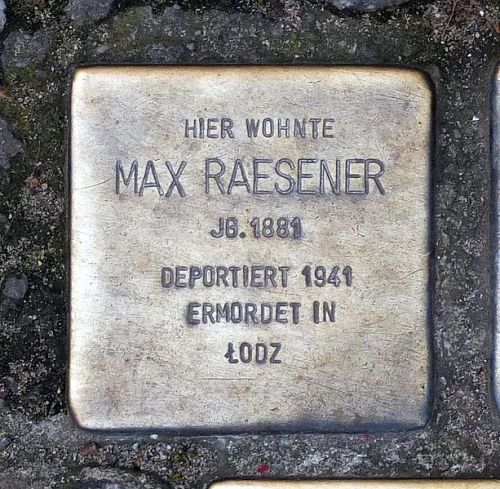 HIER WOHNTE
MAX RAESENER
JG. 1881
DEPORTIERT 1941
ERMORDET IN
ŁODZ